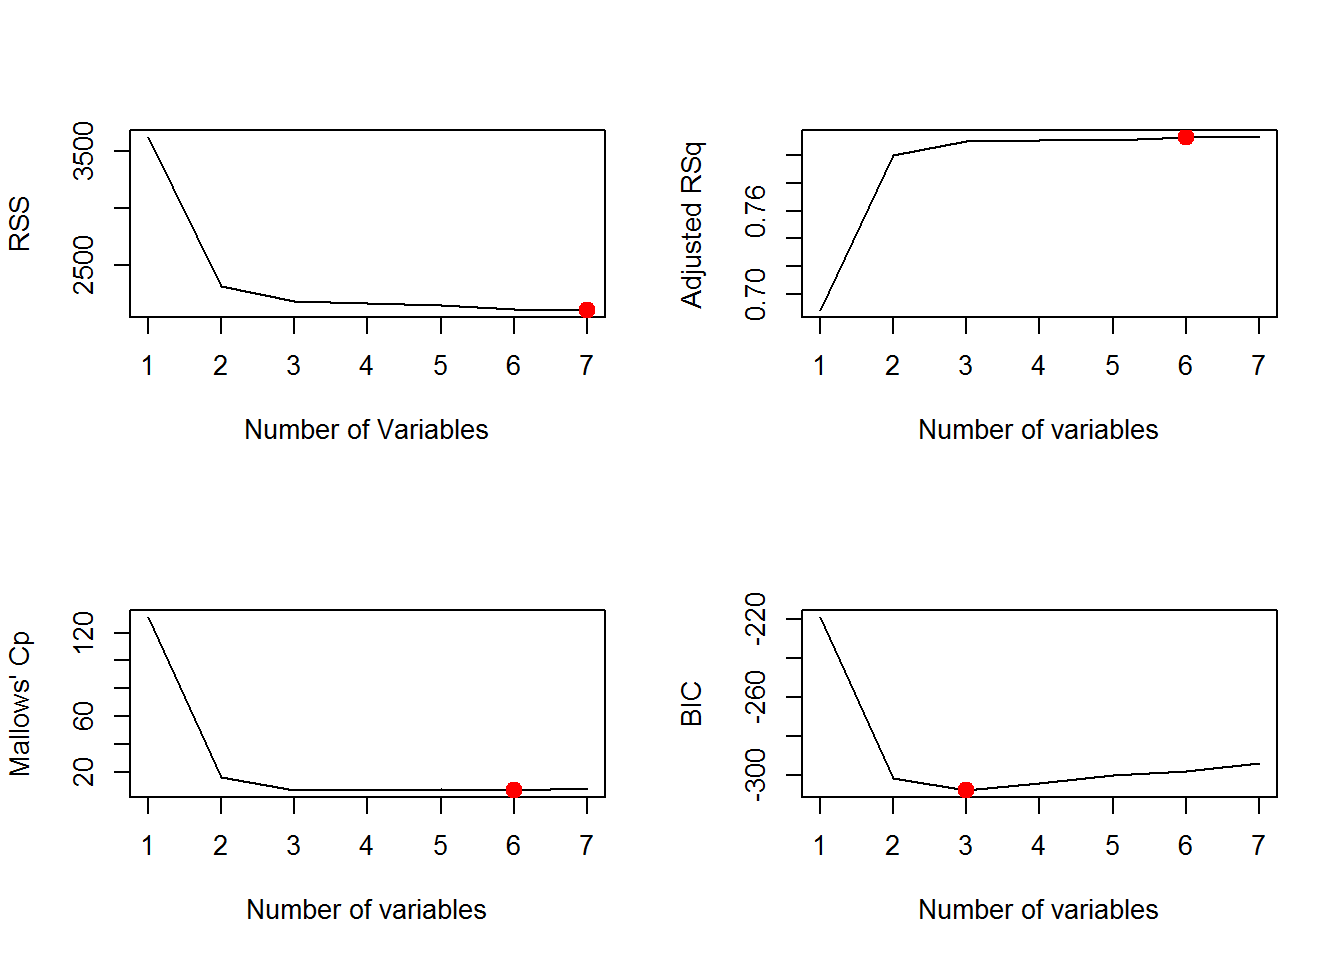 RSS
3500
2500
1 2 3 4 5 6 7
Number of Variables
Adjusted RSq
0.76
0.70
1 2 3 4 5 6 7
Number of variables
Mallows' Cp
120
60
20
1 2 3 4 5 6 7
Number of variables
BIC
-220
-260
-300
1 2 3 4 5 6 7
Number of variables